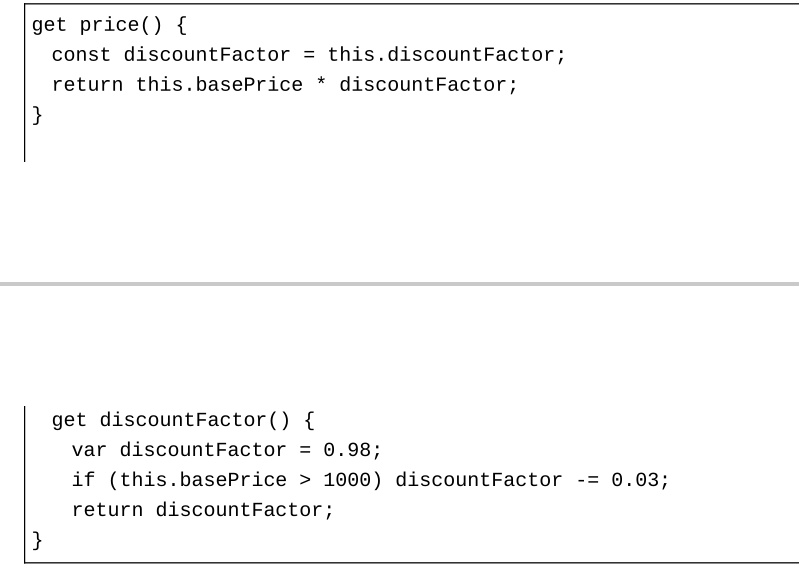 get price() {
  const discountFactor = this.discountFactor;
  return this.basePrice * discountFactor;
}
  get discountFactor() {
    var discountFactor = 0.98;
    if (this.basePrice > 1000) discountFactor -= 0.03;
    return discountFactor;
}